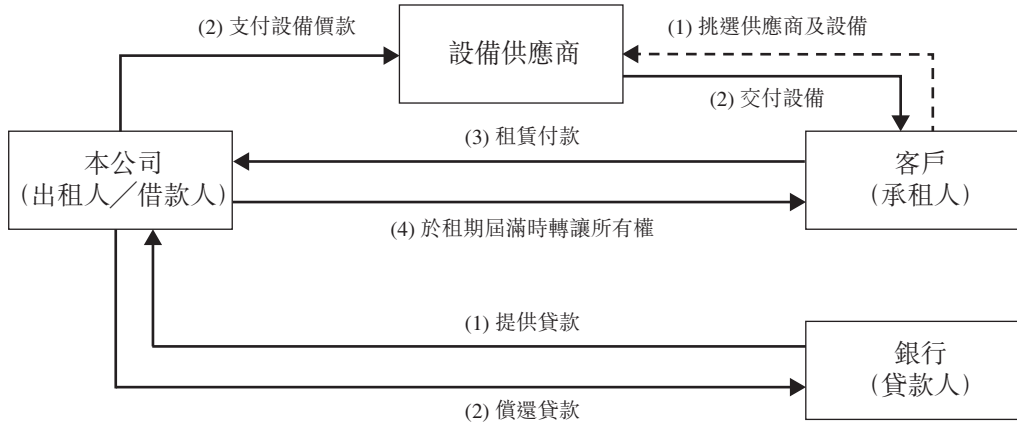 (2) 支付設備價款
設備供應商
(1) 挑選供應商及設備
(2) 交付設備
本公司
（出租人／借款人）
(3) 租賃付款
客戶
（承租人）
(4) 於租期屆滿時轉讓所有權
(1) 提供貸款
銀行
（貸款人）
(2) 償還貸款